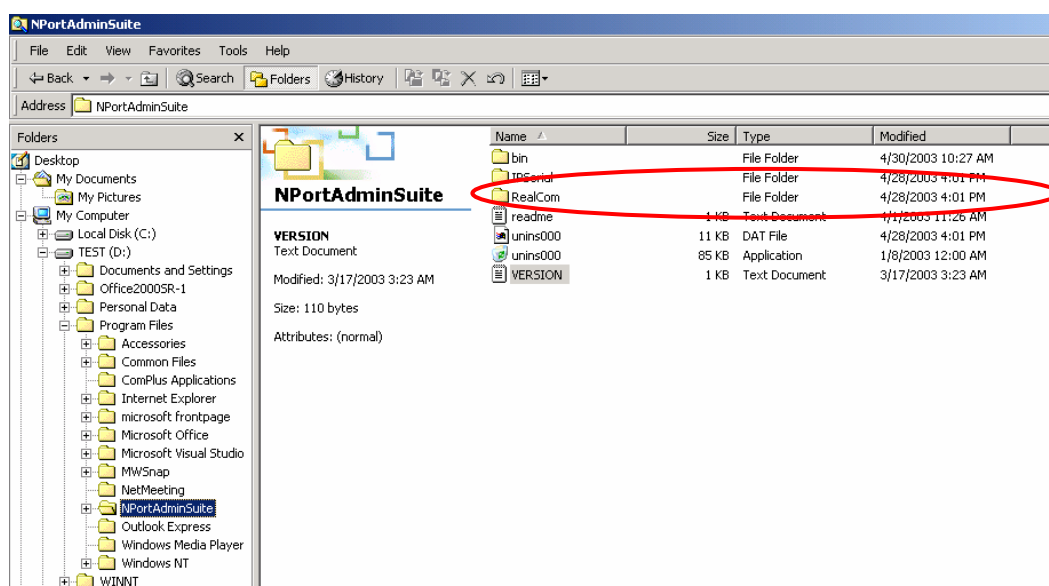 NPortAdminSuite
File Edit View Favorites Tools Help
Back Search Folders History
Address NPortAdminSuite
Folders
Desktop
My Documents
My Pictures
My Computer
Local Disk (C:)
TEST (D:)
Documents and Settings
Office2000SR-1
Personal Data
Program Files
Accessories
Common Files
ComPlus Applications
Internet Explorer
microsoft frontpage
Microsoft Office
Microsoft Visual Studio
MWSnap
NetMeeting
NPortAdminSuite
Outlook Express
Windows Media Player
Windows NT
WINNT
NPortAdminSuite
VERSION
Text Document
Modified: 3/17/2003 3:23 AM
Size: 110 bytes
Attributes: (normal)
Name Size Type Modified
bin File Folder 4/30/2003 10:27 AM
IPSerial File Folder 4/28/2003 4:01 PM
RealCom File Folder 4/28/2003 4:01 PM
readme 1 KB Text Document 4/1/2003 11:26 AM
unins000 11 KB DAT File 4/28/2003 4:01 PM
unins000 85 KB Application 1/8/2003 12:00 AM
VERSION 1 KB Text Document 3/17/2003 3:23 AM